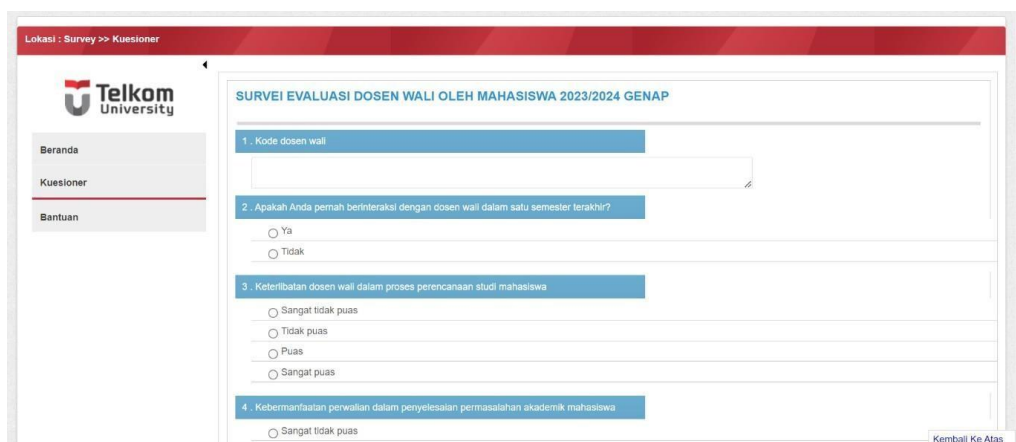 Lokasi : Survey >> Kuesioner
Telkom
University
Beranda
Kuesioner
Bantuan
SURVEI EVALUASI DOSEN WALI OLEH MAHASISWA 2023/2024 GENAP
1 . Kode dosen wali
2 . Apakah Anda pernah berinteraksi dengan dosen wali dalam satu semester terakhir?
Ya
Tidak
3 . Keterlibatan dosen wali dalam proses perencanaan studi mahasiswa
Sangat tidak puas
Tidak puas
Puas
Sangat puas
4 . Kebermanfaatan perwalian dalam penyelesaian permasalahan akademik mahasiswa
Sangat tidak puas
Kembali Ke Atas